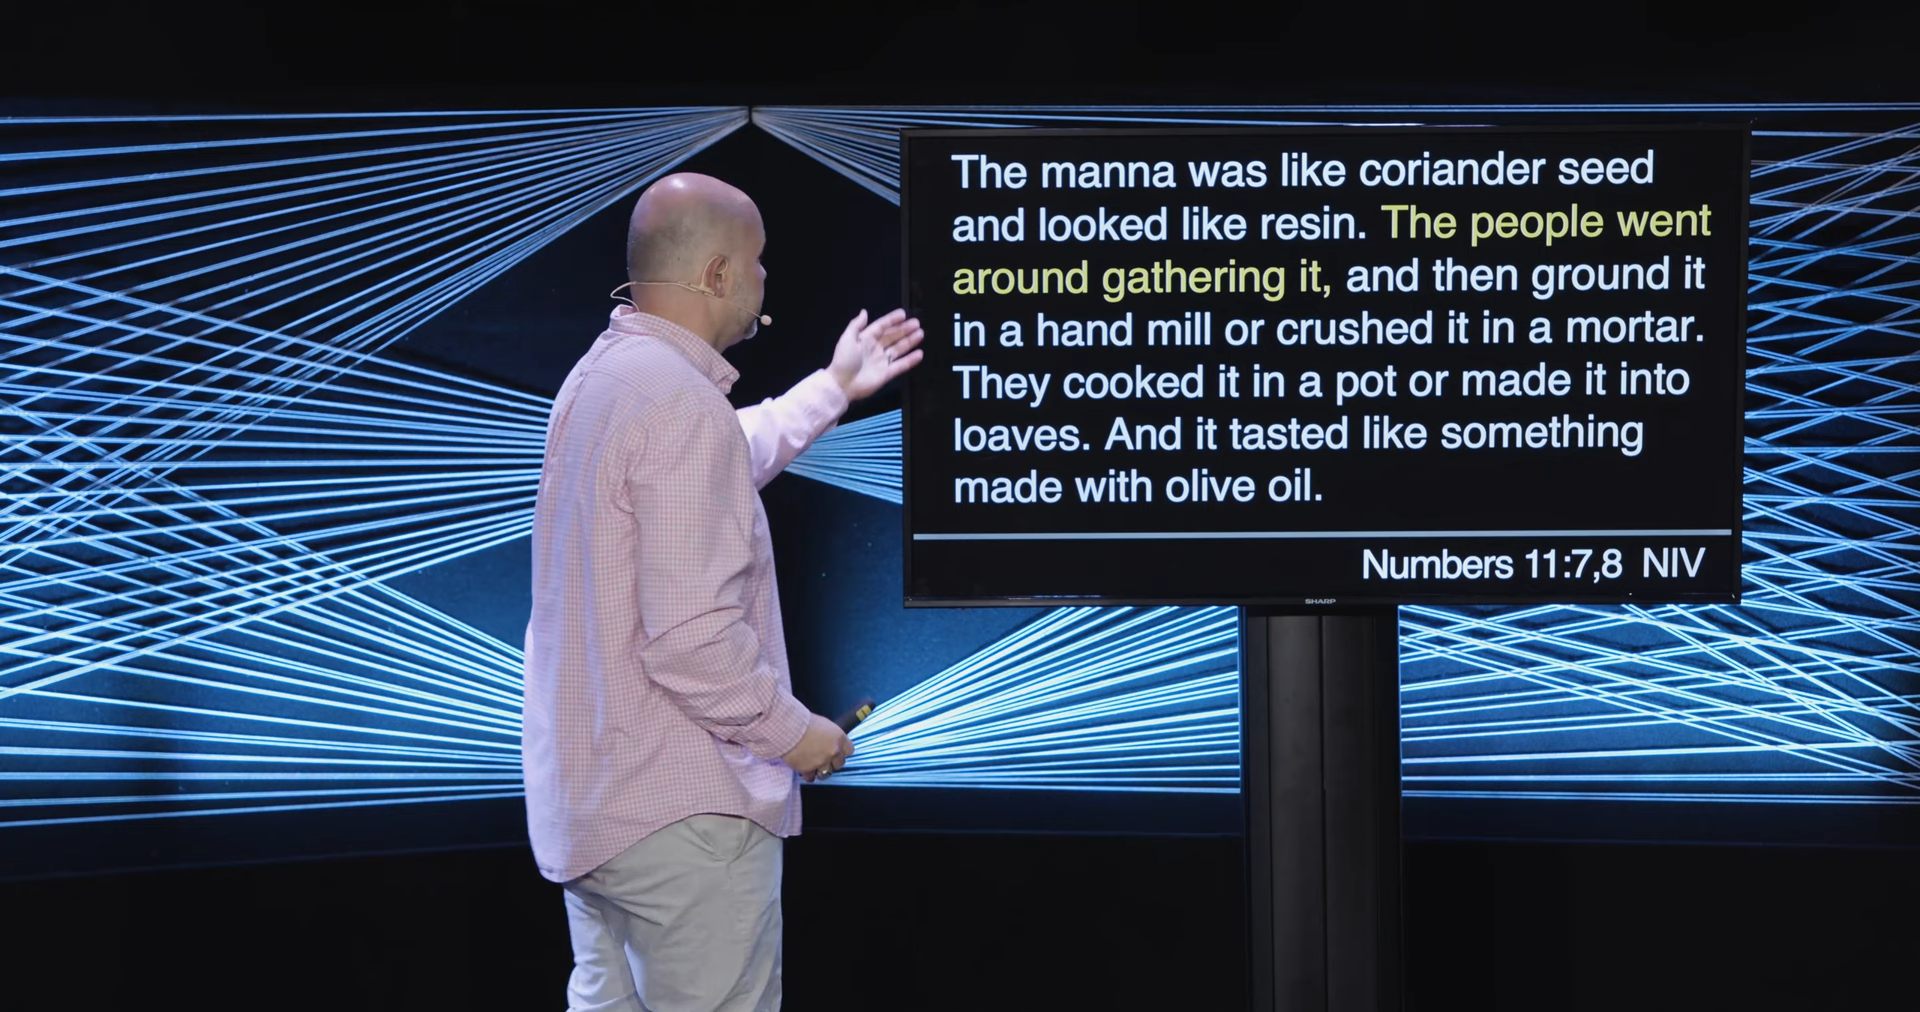 The manna was like coriander seed
and looked like resin. The people went
around gathering it, and then ground it
in a hand mill or crushed it in a mortar.
They cooked it in a pot or made it into
loaves. And it tasted like something
made with olive oil.
Numbers 11:7,8 NIV
SHARP